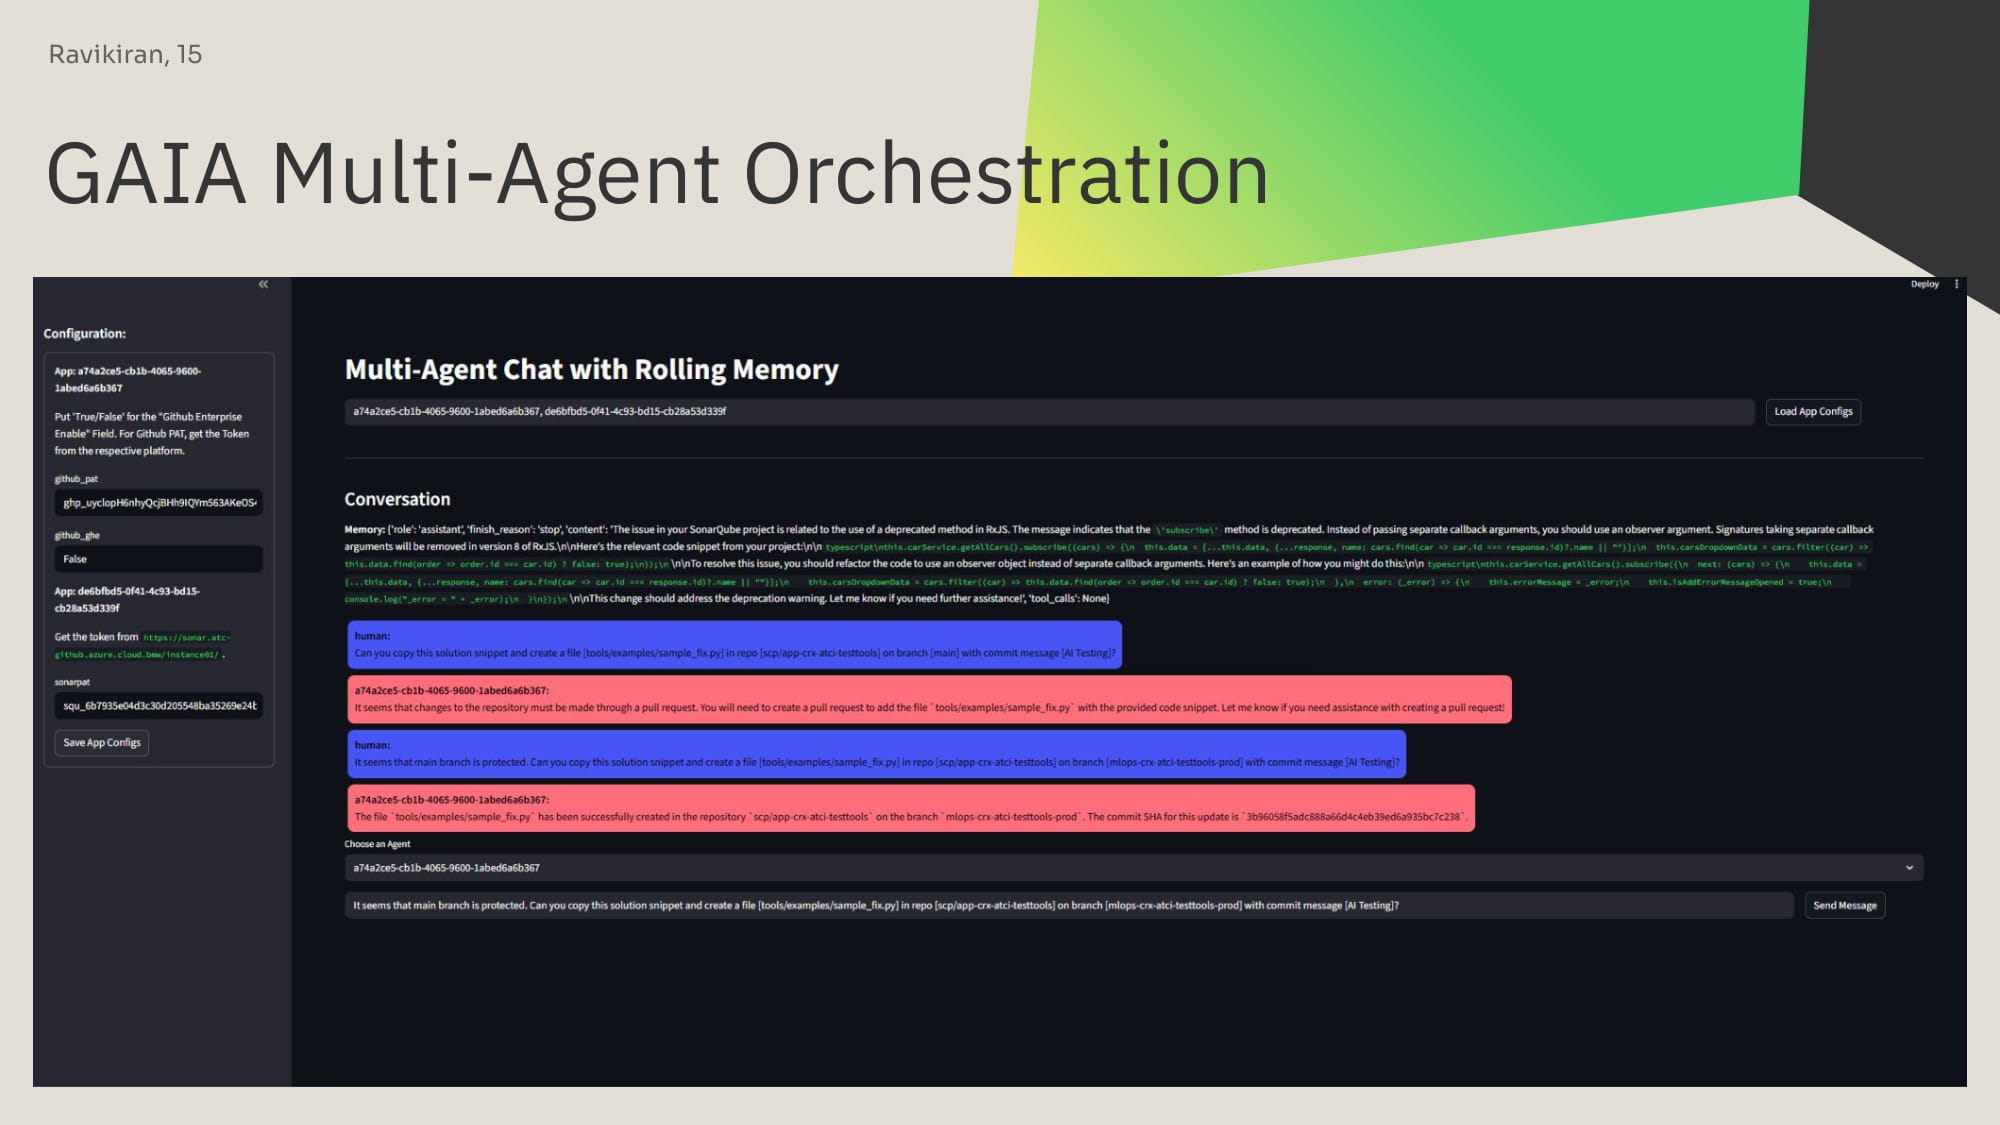 Ravikiran, 15
GAIA Multi-Agent Orchestration
«
Deploy
Configuration:
App: a74a2ce5-cb1b-4065-9600-
1abed6a6b367
Put 'True/False' for the "Github Enterprise
Enable" Field. For Github PAT, get the Token
from the respective platform.
github_pat
github_ghe
False
App: de6bfbd5-0f41-4c93-bd15-
cb28a53d339f
Get the token from https://sonar.atc-
github.azure.cloud.bmw/instance01/ .
sonarpat
Save App Configs
Multi-Agent Chat with Rolling Memory
a74a2ce5-cb1b-4065-9600-1abed6a6b367, de6bfbd5-0f41-4c93-bd15-cb28a53d339f
Load App Configs
Conversation
Memory: {'role': 'assistant', 'finish_reason': 'stop', 'content': 'The issue in your SonarQube project is related to the use of a deprecated method in RxJS. The message indicates that the \'subscribe\' method is deprecated. Instead of passing separate callback arguments, you should use an observer argument. Signatures taking separate callback
arguments will be removed in version 8 of RxJS.\n\nHere's the relevant code snippet from your project:\n\n typescript\nthis.carService.getAllCars().subscribe((cars) => {\n  this.data = [...this.data, {...response, name: cars.find(car => car.id === response.id)?.name || ""}];\n  this.carsDropdownData = cars.filter((car) =>
this.data.find(order => order.id === car.id) ? false: true);\n});\n \n\nTo resolve this issue, you should refactor the code to use an observer object instead of separate callback arguments. Here's an example of how you might do this:\n\n typescript\nthis.carService.getAllCars().subscribe({\n  next: (cars) => {\n    this.data =
[...this.data, {...response, name: cars.find(car => car.id === response.id)?.name || ""}];\n    this.carsDropdownData = cars.filter((car) => this.data.find(order => order.id === car.id) ? false: true);\n  },\n  error: (_error) => {\n    this.errorMessage = _error;\n    this.isAddErrorMessageOpened = true;\n
console.log("_error = " + _error);\n  }\n});\n \n\nThis change should address the deprecation warning. Let me know if you need further assistance!', 'tool_calls': None}
human:
Can you copy this solution snippet and create a file [tools/examples/sample_fix.py] in repo [scp/app-crx-atci-testtools] on branch [main] with commit message [AI Testing]?
a74a2ce5-cb1b-4065-9600-1abed6a6b367:
It seems that changes to the repository must be made through a pull request. You will need to create a pull request to add the file `tools/examples/sample_fix.py` with the provided code snippet. Let me know if you need assistance with creating a pull request!
human:
It seems that main branch is protected. Can you copy this solution snippet and create a file [tools/examples/sample_fix.py] in repo [scp/app-crx-atci-testtools] on branch [mlops-crx-atci-testtools-prod] with commit message [AI Testing]?
a74a2ce5-cb1b-4065-9600-1abed6a6b367:
The file `tools/examples/sample_fix.py` has been successfully created in the repository `scp/app-crx-atci-testtools` on the branch `mlops-crx-atci-testtools-prod`. The commit SHA for this update is `3b96058f5adc888a66d4c4eb39ed6a935bc7c238`.
Choose an Agent
a74a2ce5-cb1b-4065-9600-1abed6a6b367
It seems that main branch is protected. Can you copy this solution snippet and create a file [tools/examples/sample_fix.py] in repo [scp/app-crx-atci-testtools] on branch [mlops-crx-atci-testtools-prod] with commit message [AI Testing]?
Send Message